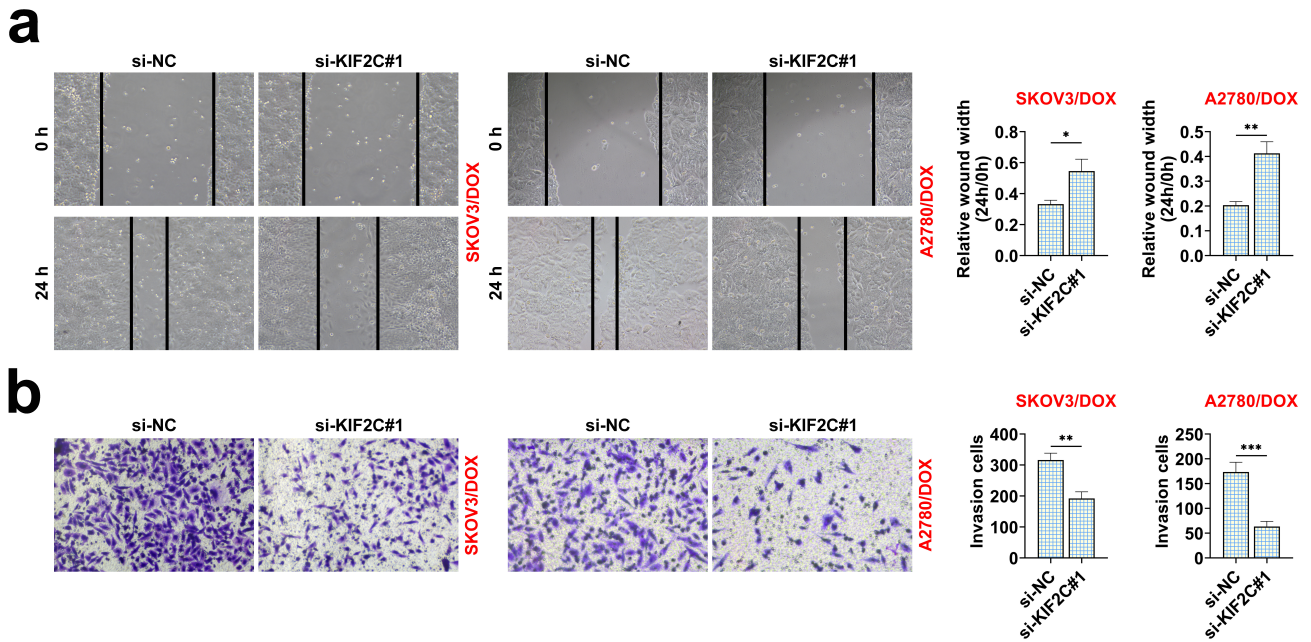 a
si-NC
si-KIF2C#1
0 h
24 h
SKOV3/DOX
si-NC
si-KIF2C#1
0 h
24 h
A2780/DOX
SKOV3/DOX
Relative wound width
(24h/0h)
0.8
0.6
0.4
0.2
0.0
*
si-NC
si-KIF2C#1
A2780/DOX
Relative wound width
(24h/0h)
0.5
0.4
0.3
0.2
0.1
0.0
**
si-NC
si-KIF2C#1
b
si-NC
si-KIF2C#1
SKOV3/DOX
si-NC
si-KIF2C#1
A2780/DOX
SKOV3/DOX
Invasion cells
400
300
200
100
0
**
si-NC
si-KIF2C#1
A2780/DOX
Invasion cells
250
200
150
100
50
0
***
si-NC
si-KIF2C#1